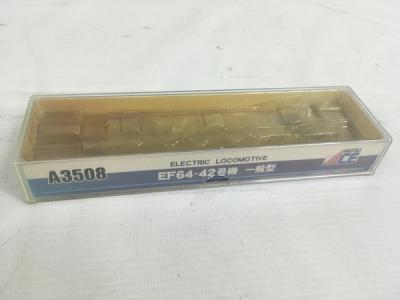 A3508
ELECTRIC LOCOMOTIVE
EF64-42号機 一般型
MICRO
ACE